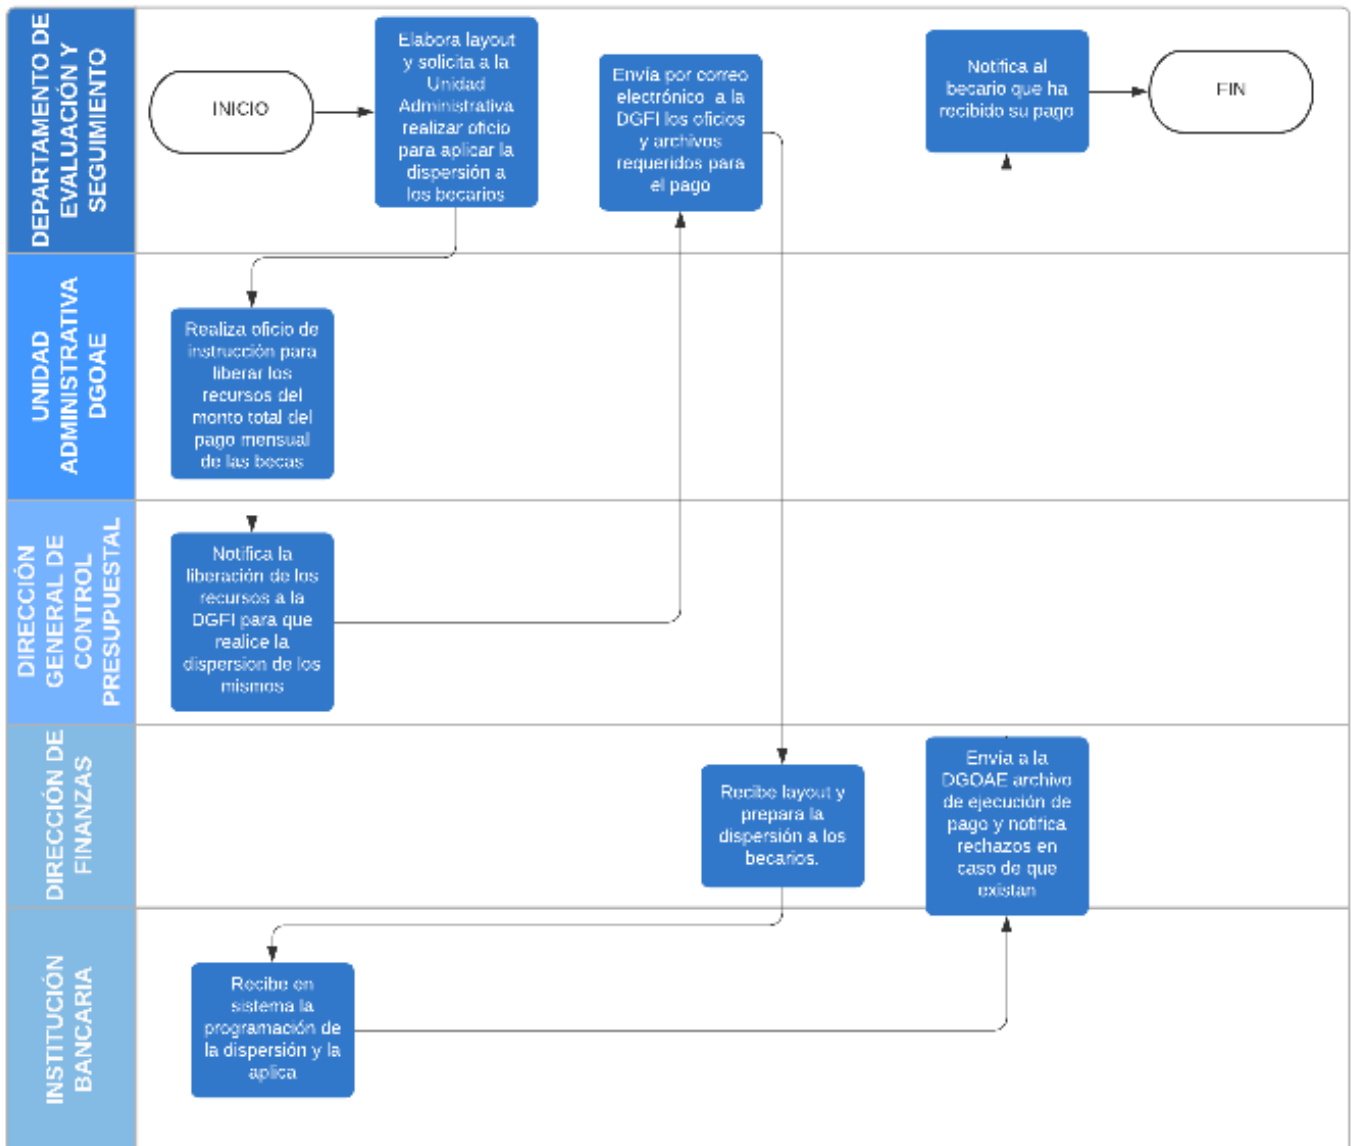 DEPARTAMENTO DE
EVALUACIÓN Y
SEGUIMIENTO
INICIO
Elabora layout
y solicita a la
Unidad
Administrativa
realizar oficio
para aplicar la
dispersión a
los becarios
Envía por correo
electrónico a la
DGFI los oficios
y archivos
requeridos para
el pago
Notifica al
becario que ha
recibido su pago
FIN
UNIDAD
ADMINISTRATIVA
DGOAE
Realiza oficio de
instrucción para
liberar los
recursos del
monto total del
pago mensual
de las becas
DIRECCIÓN
GENERAL DE
CONTROL
PRESUPUESTAL
Notifica la
liberación de los
recursos a la
DGFI para que
realice la
dispersion de los
mismos
DIRECCIÓN DE
FINANZAS
Recibe layout y
prepara la
dispersión a los
becarios.
Envía a la
DGOAE archivo
de ejecución de
pago y notifica
rechazos en
caso de que
existan
INSTITUCIÓN
BANCARIA
Recibe en
sistema la
programación de
la dispersión y la
aplica